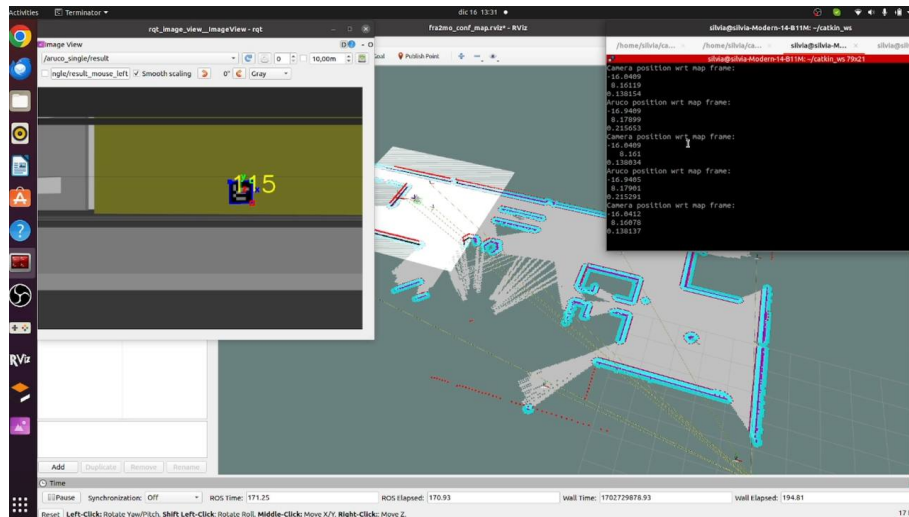 Activities
Terminator
dic 16 13:31
rqt_image_view__ImageView - rqt
Image View
/aruco_single/result
0
10,00m
ngle/result_mouse_left
Smooth scaling
0°
Gray
115
fra2mo_conf_map.rviz* - RViz
Goal
Publish Point
silvia@silvia-Modern-14-B11M: ~/catkin_ws
/home/silvia/ca...
/home/silvia/ca...
silvia@silvia-M...
silvia@sil
silvia@silvia-Modern-14-B11M: ~/catkin_ws 79x21
Camera position wrt map frame:
-16.0409
8.16119
0.138154
Aruco position wrt map frame:
-16.9409
8.17899
0.215653
Camera position wrt map frame:
-16.0409
8.161
0.138034
Aruco position wrt map frame:
-16.9405
8.17901
0.215291
Camera position wrt map frame:
-16.0412
8.16078
0.138137
RViz
Add
Duplicate
Remove
Rename
Time
Pause
Synchronization:
Off
ROS Time:
171.25
ROS Elapsed:
170.93
Wall Time:
1702729878.93
Wall Elapsed:
194.81
Reset
Left-Click: Rotate Yaw/Pitch. Shift Left-Click: Rotate Roll. Middle-Click: Move X/Y. Right-Click: Move Z.
17